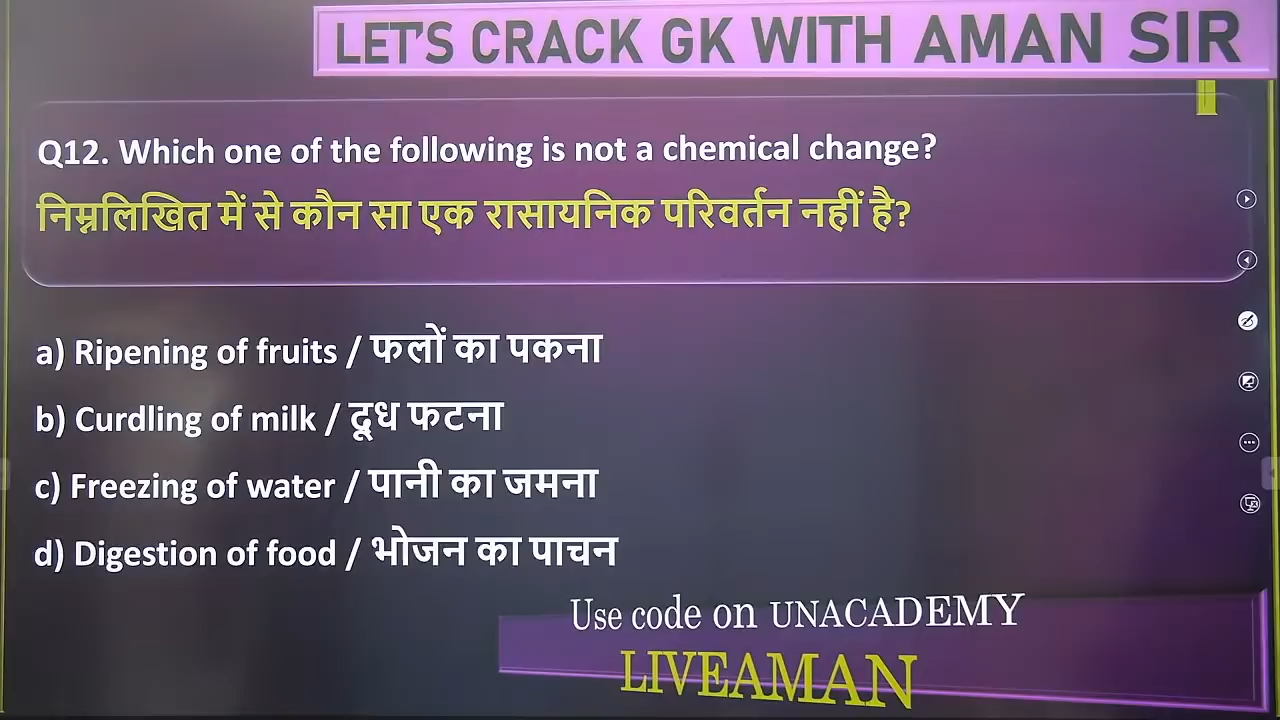 LET'S CRACK GK WITH AMAN SIR
Q12. Which one of the following is not a chemical change?
निम्नलिखित में से कौन सा एक रासायनिक परिवर्तन नहीं है?
a) Ripening of fruits / फलों का पकना
b) Curdling of milk / दूध फटना
c) Freezing of water / पानी का जमना
d) Digestion of food / भोजन का पाचन
Use code on UNACADEMY
LIVEAMAN